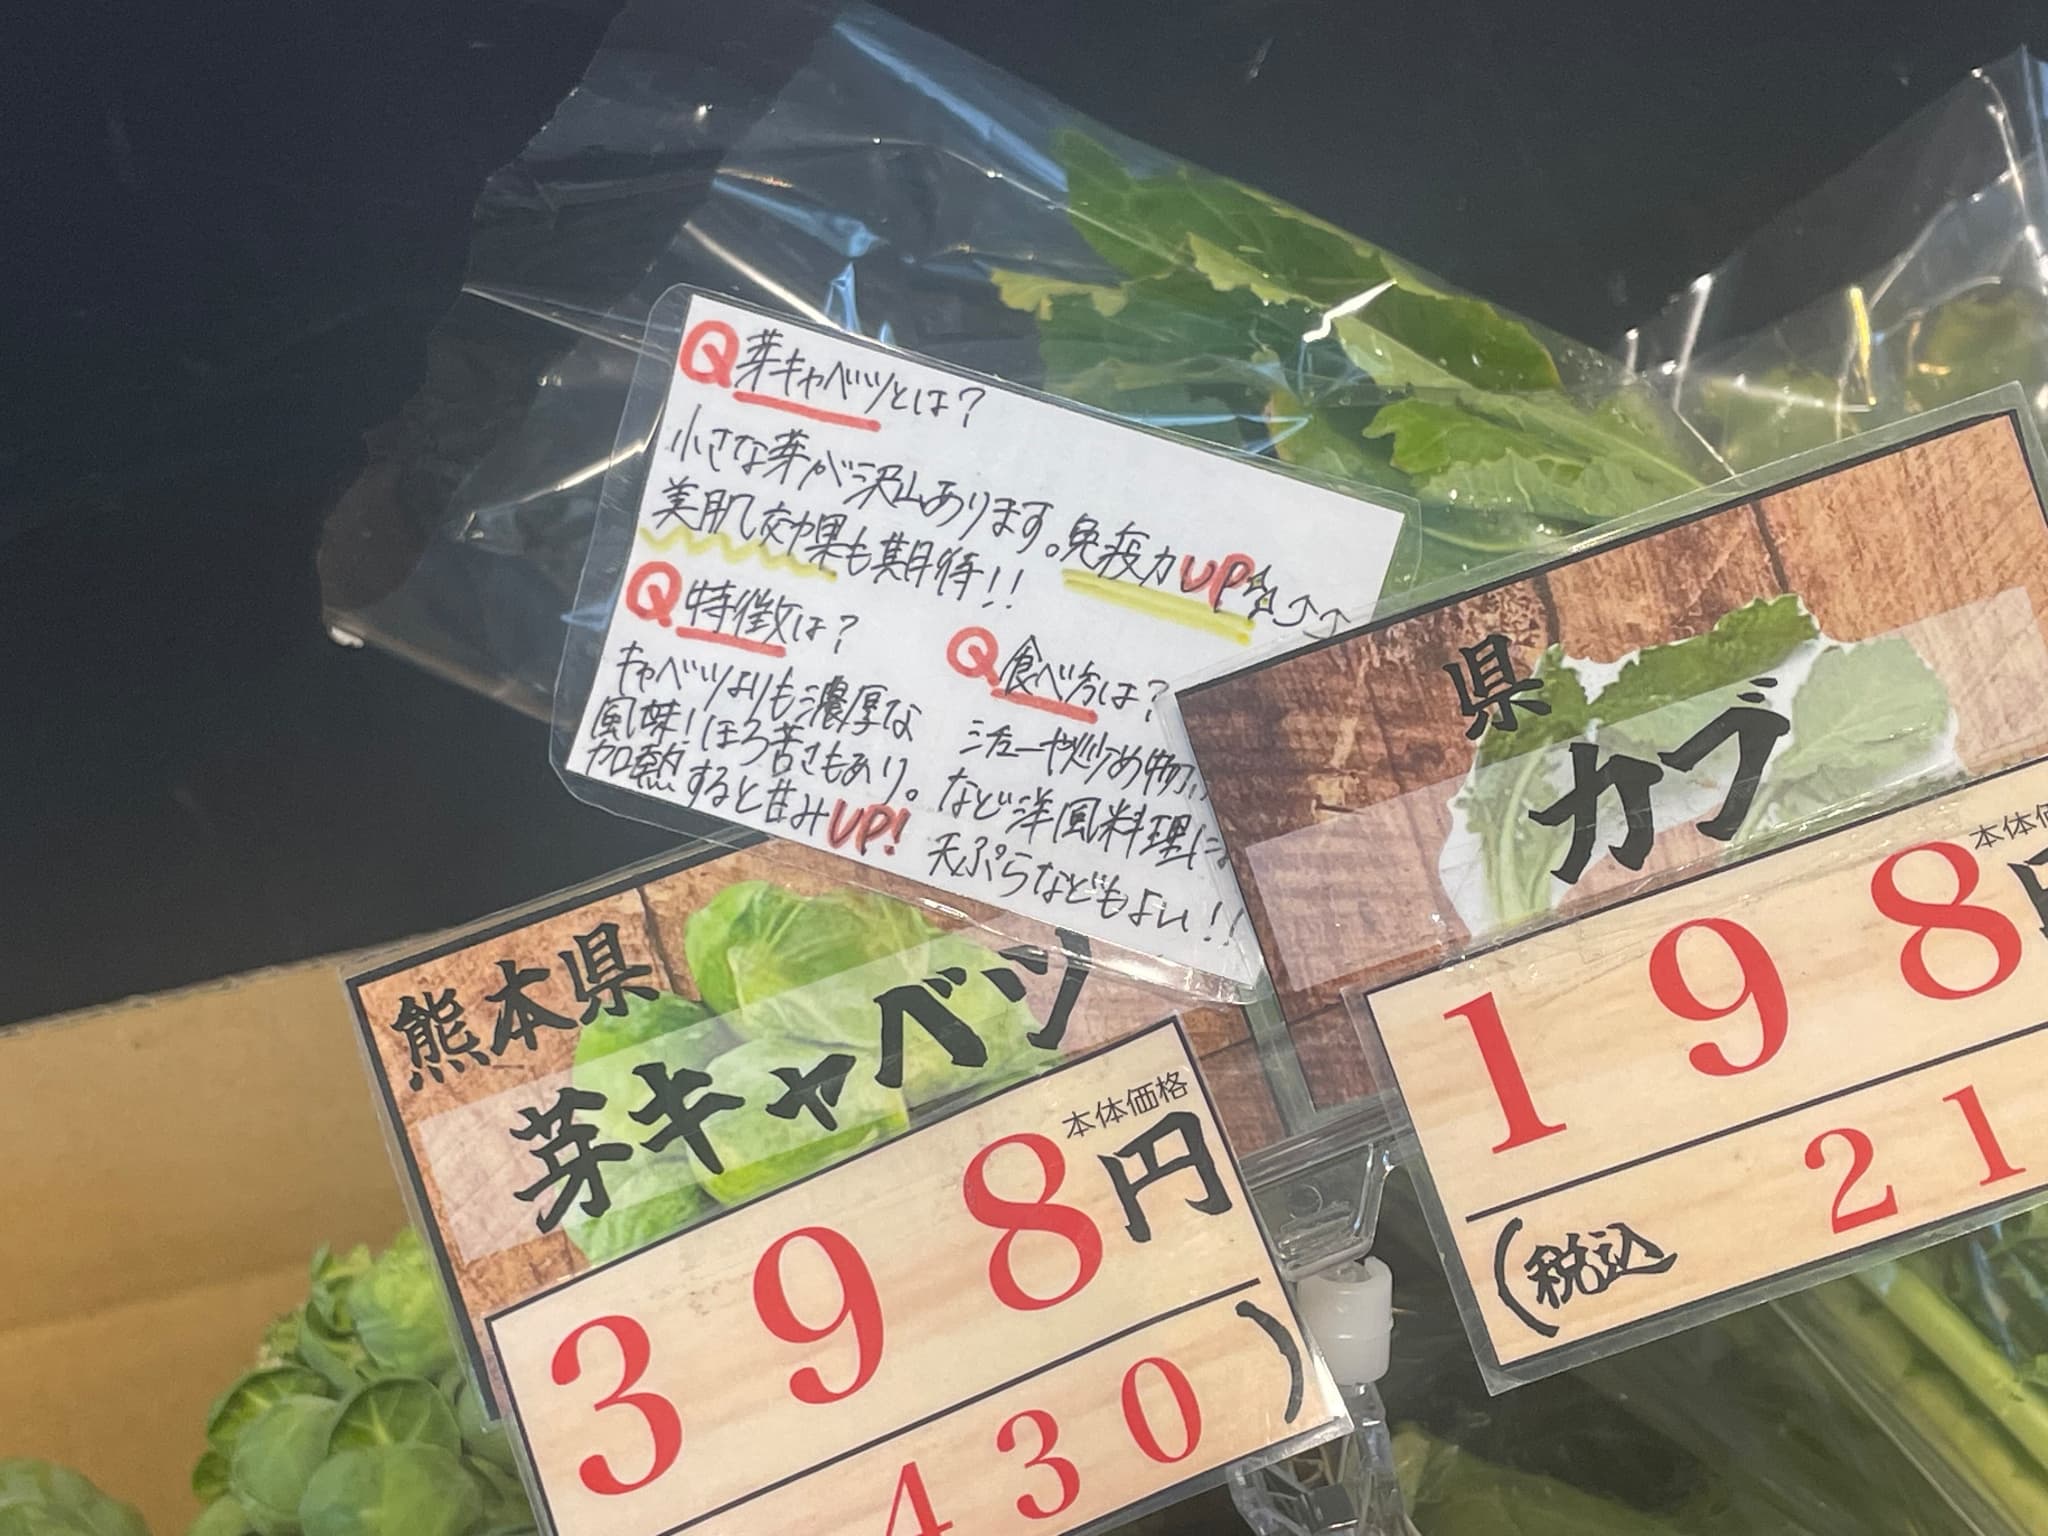 Q芽キャベツとは?
小さな芽が沢山あります。免疫力UP
美肌効果も期待!!
Q特徴は?
キャベツよりも濃厚な
風味!ほろ苦さもあり。
加熱すると甘みUP!
Q食べ方は?
シチューや炒め物
など洋風料理に
天ぷらなどもよい!!
熊本県
芽キャベツ
本体価格
398円
430)
県
カブ
本体価
198円
(税込
21